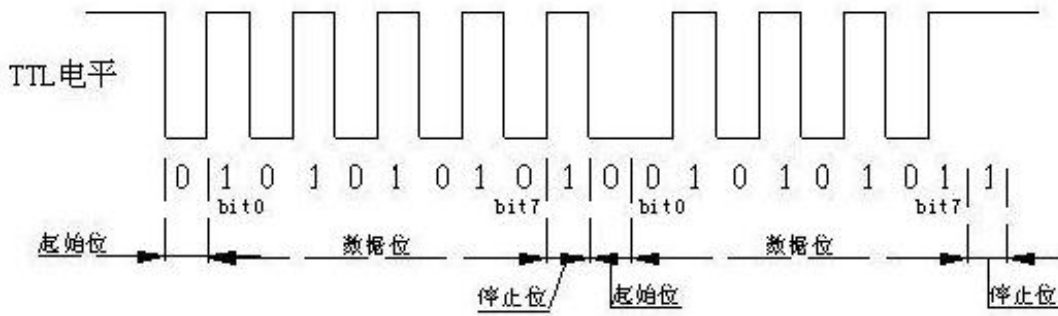 TTL电平
0 1 0 1 0 1 0 1 0 1 0 0 1 0 1 0 1 0 1 1
bit0 bit7 bit0 bit7
起始位 数据位 数据位
停止位 起始位 停止位